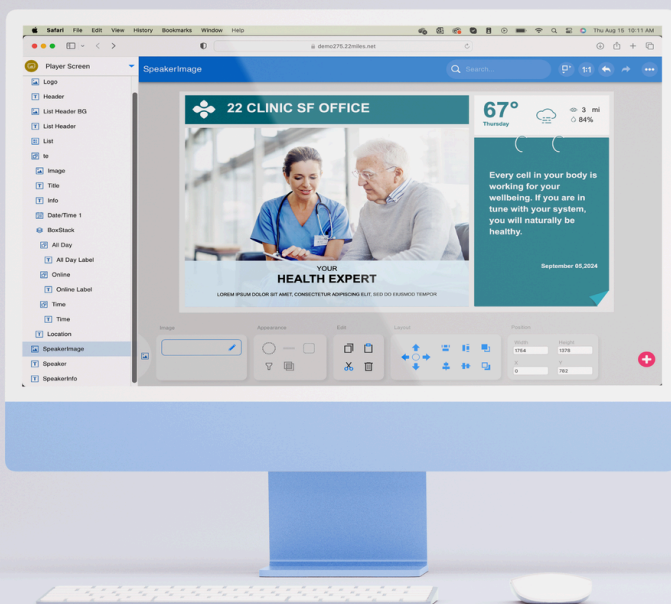 Safari File Edit View History Bookmarks Window Help
Thu Aug 15 10:11 AM
demo275.22miles.net
Player Screen
SpeakerImage
Search...
1:1
Logo
Header
List Header BG
List Header
List
te
Image
Title
Info
Date/Time 1
BoxStack
All Day
All Day Label
Online
Online Label
Time
Time
Location
SpeakerImage
Speaker
SpeakerInfo
22 CLINIC SF OFFICE
67°
Thursday
3 mi
84%
Every cell in your body is
working for your
wellbeing. If you are in
tune with your system,
you will naturally be
healthy.
September 65,2024
YOUR
HEALTH EXPERT
LOREM IPSUM DOLOR SIT AMET, CONSECTETUR ADIPISCING ELIT, SED DO EIUSMOD TEMPOR
Image
Appearance
Edit
Layout
Position
Width
Height
1764
1378
X
Y
0
762